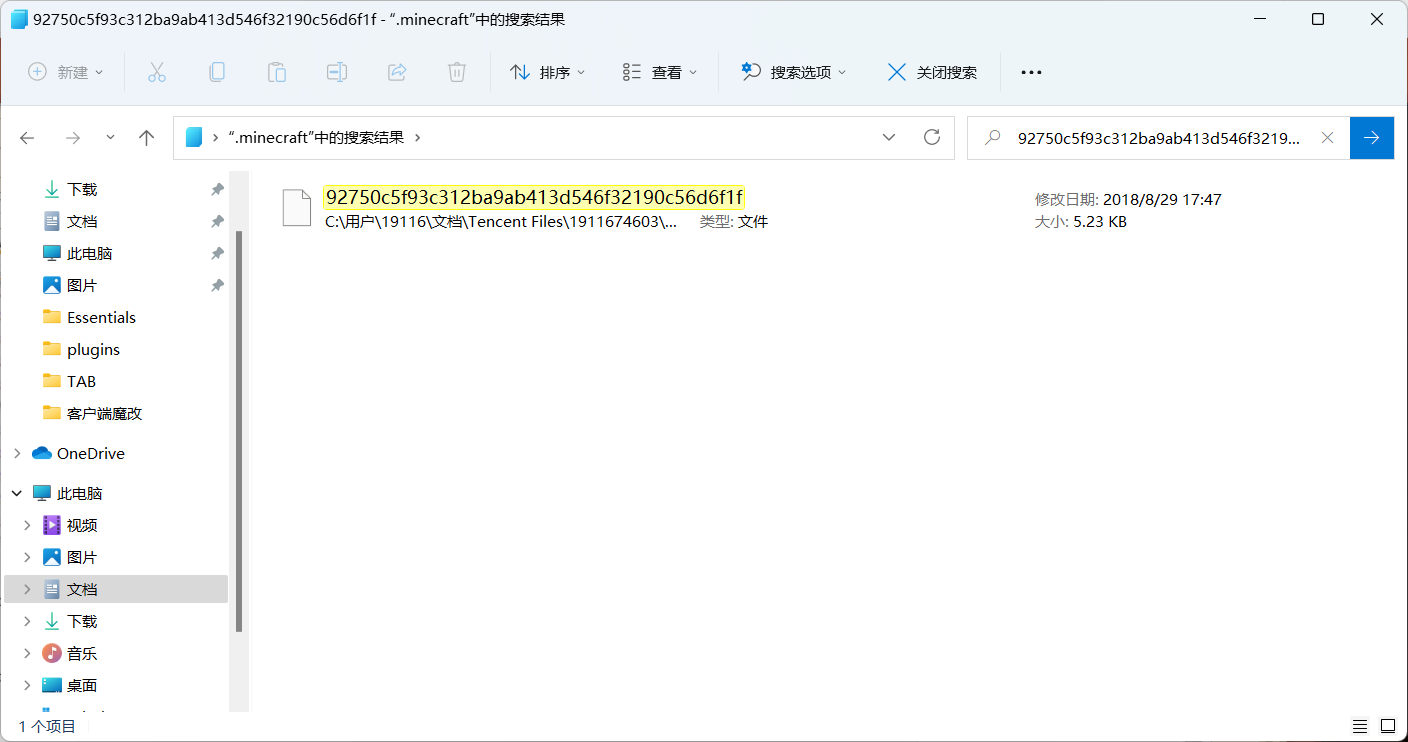 92750c5f93c312ba9ab413d546f32190c56d6f1f - “.minecraft”中的搜索结果
新建
排序
查看
搜索选项
关闭搜索
“.minecraft”中的搜索结果
92750c5f93c312ba9ab413d546f3219...
下载
文档
此电脑
图片
Essentials
plugins
TAB
客户端魔改
OneDrive
此电脑
视频
图片
文档
下载
音乐
桌面
92750c5f93c312ba9ab413d546f32190c56d6f1f
C:\用户\19116\文档\Tencent Files\1911674603\... 类型: 文件
修改日期: 2018/8/29 17:47
大小: 5.23 KB
1 个项目